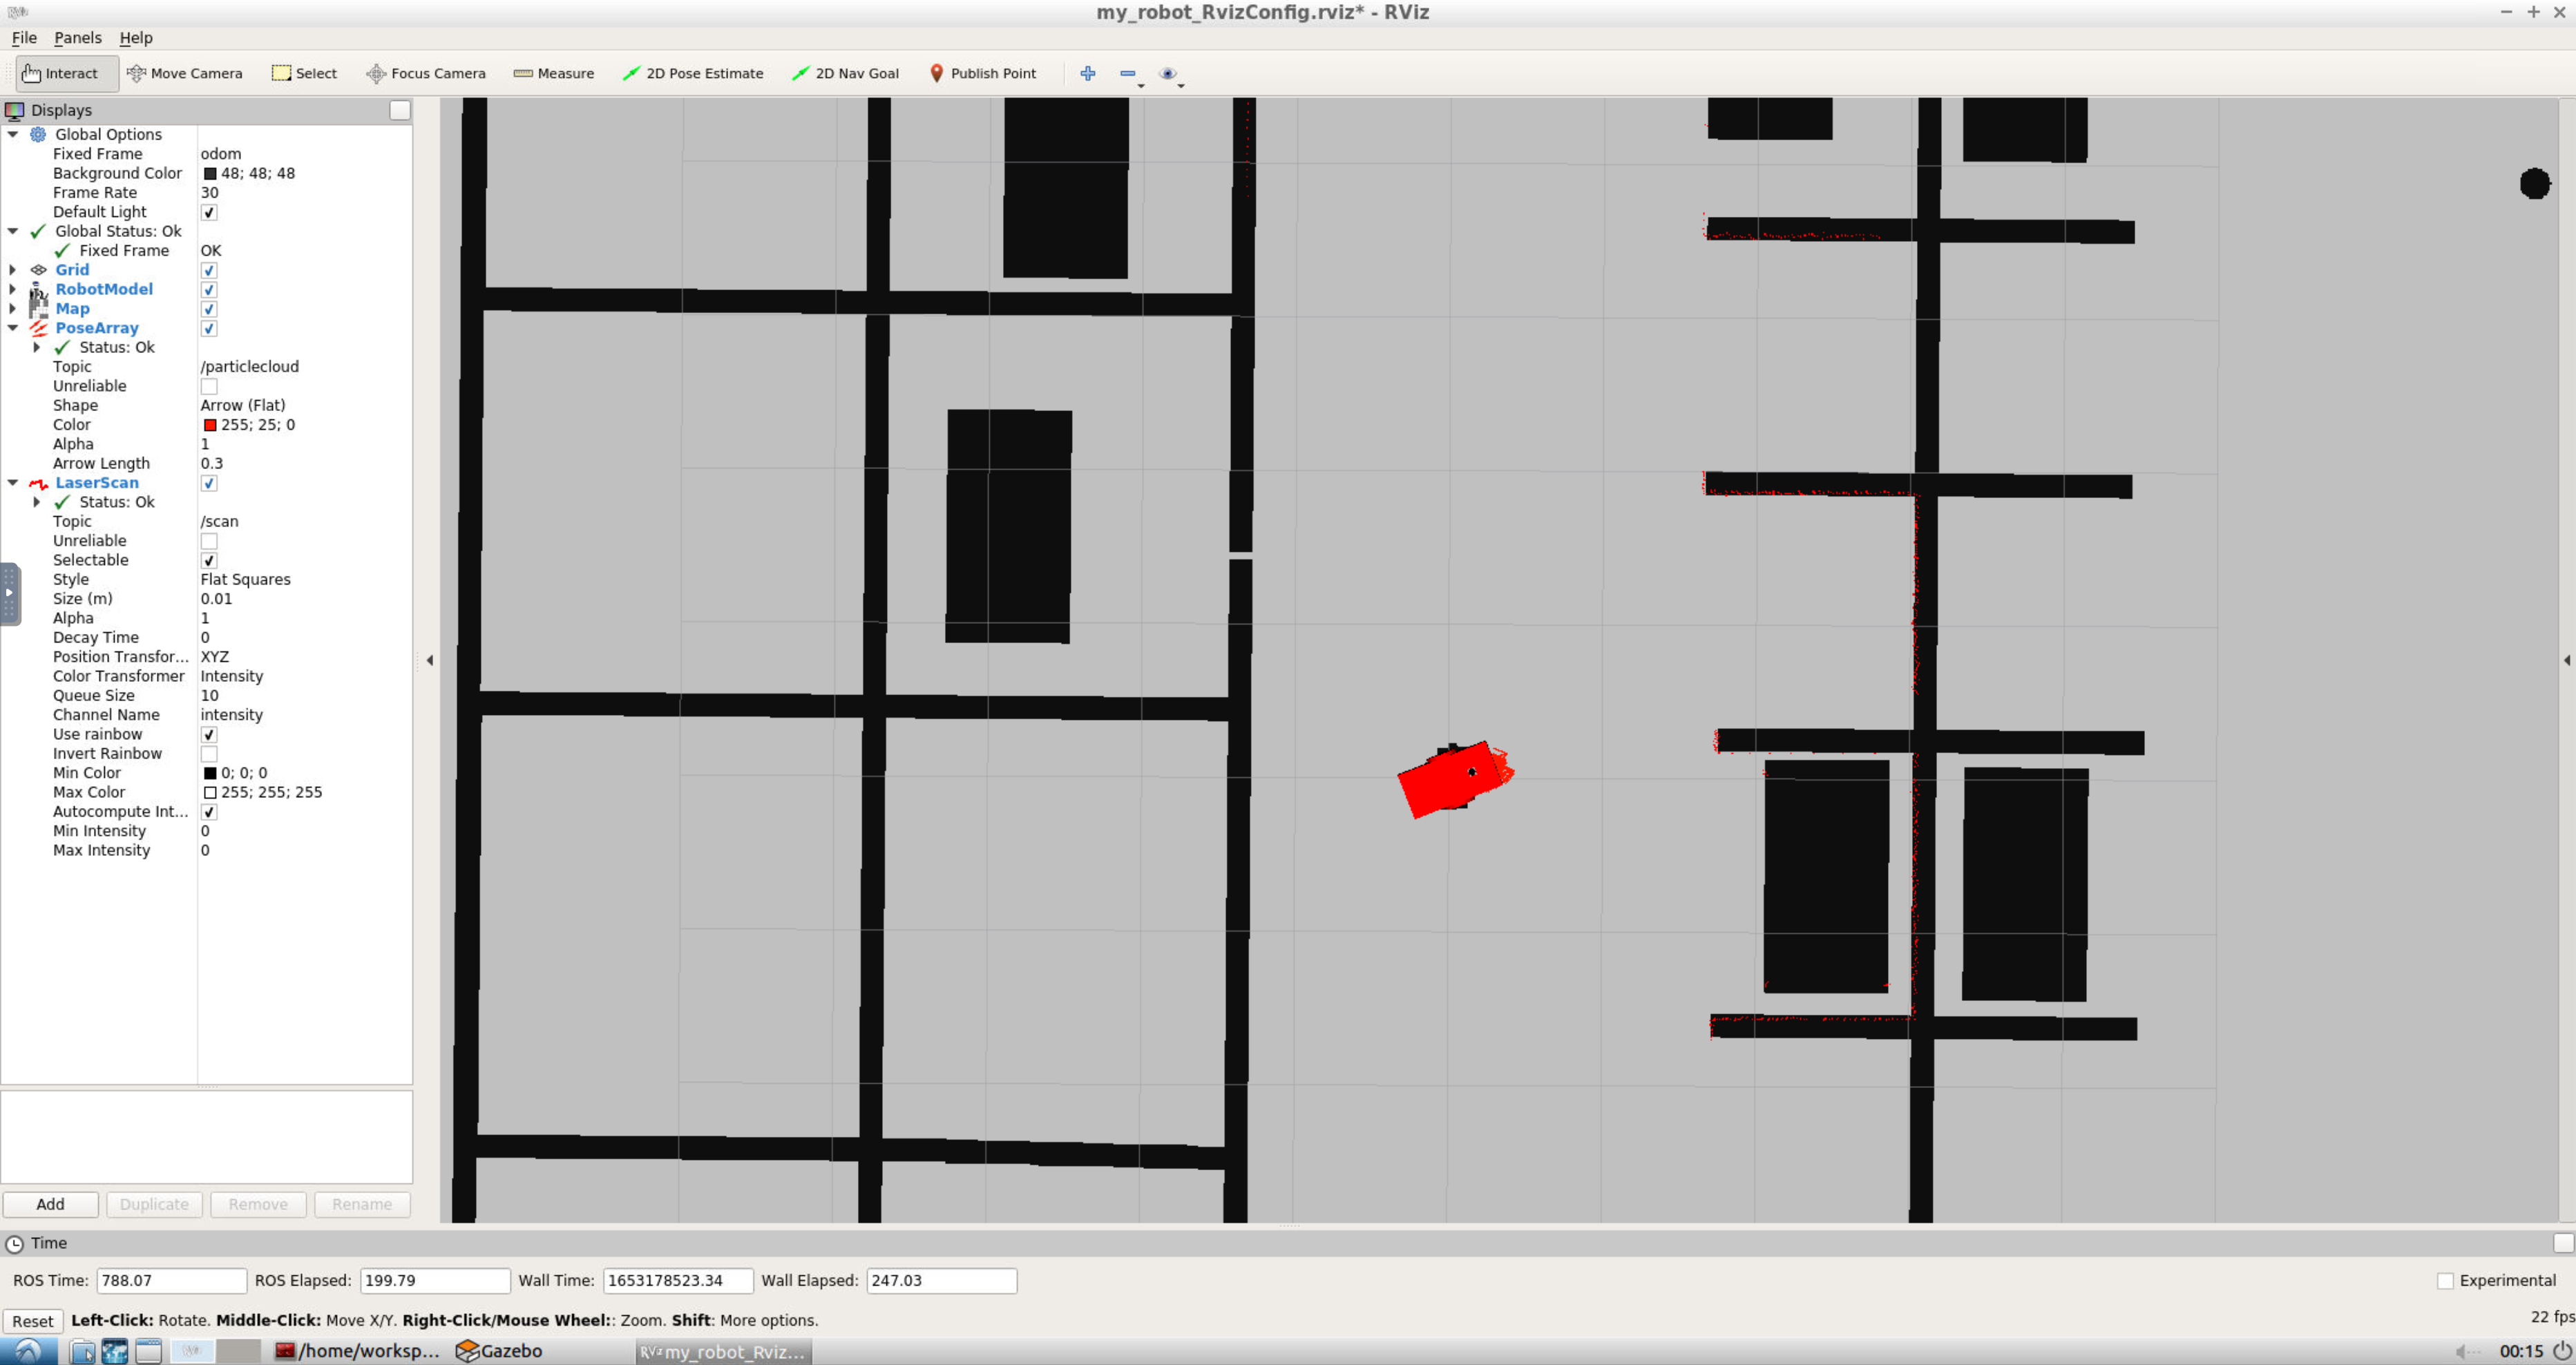 my_robot_RvizConfig.rviz* - RViz
File Panels Help
Interact Move Camera Select Focus Camera Measure 2D Pose Estimate 2D Nav Goal Publish Point
Displays
Global Options
Fixed Frame odom
Background Color 48; 48; 48
Frame Rate 30
Default Light
Global Status: Ok
Fixed Frame OK
Grid
RobotModel
Map
PoseArray
Status: Ok
Topic /particlecloud
Unreliable
Shape Arrow (Flat)
Color 255; 25; 0
Alpha 1
Arrow Length 0.3
LaserScan
Status: Ok
Topic /scan
Unreliable
Selectable
Style Flat Squares
Size (m) 0.01
Alpha 1
Decay Time 0
Position Transfor... XYZ
Color Transformer Intensity
Queue Size 10
Channel Name intensity
Use rainbow
Invert Rainbow
Min Color 0; 0; 0
Max Color 255; 255; 255
Autocompute Int...
Min Intensity 0
Max Intensity 0
Add Duplicate Remove Rename
Time
ROS Time: 788.07 ROS Elapsed: 199.79 Wall Time: 1653178523.34 Wall Elapsed: 247.03 Experimental
Reset Left-Click: Rotate. Middle-Click: Move X/Y. Right-Click/Mouse Wheel:: Zoom. Shift: More options. 22 fps
/home/worksp... Gazebo my_robot_Rviz... 00:15